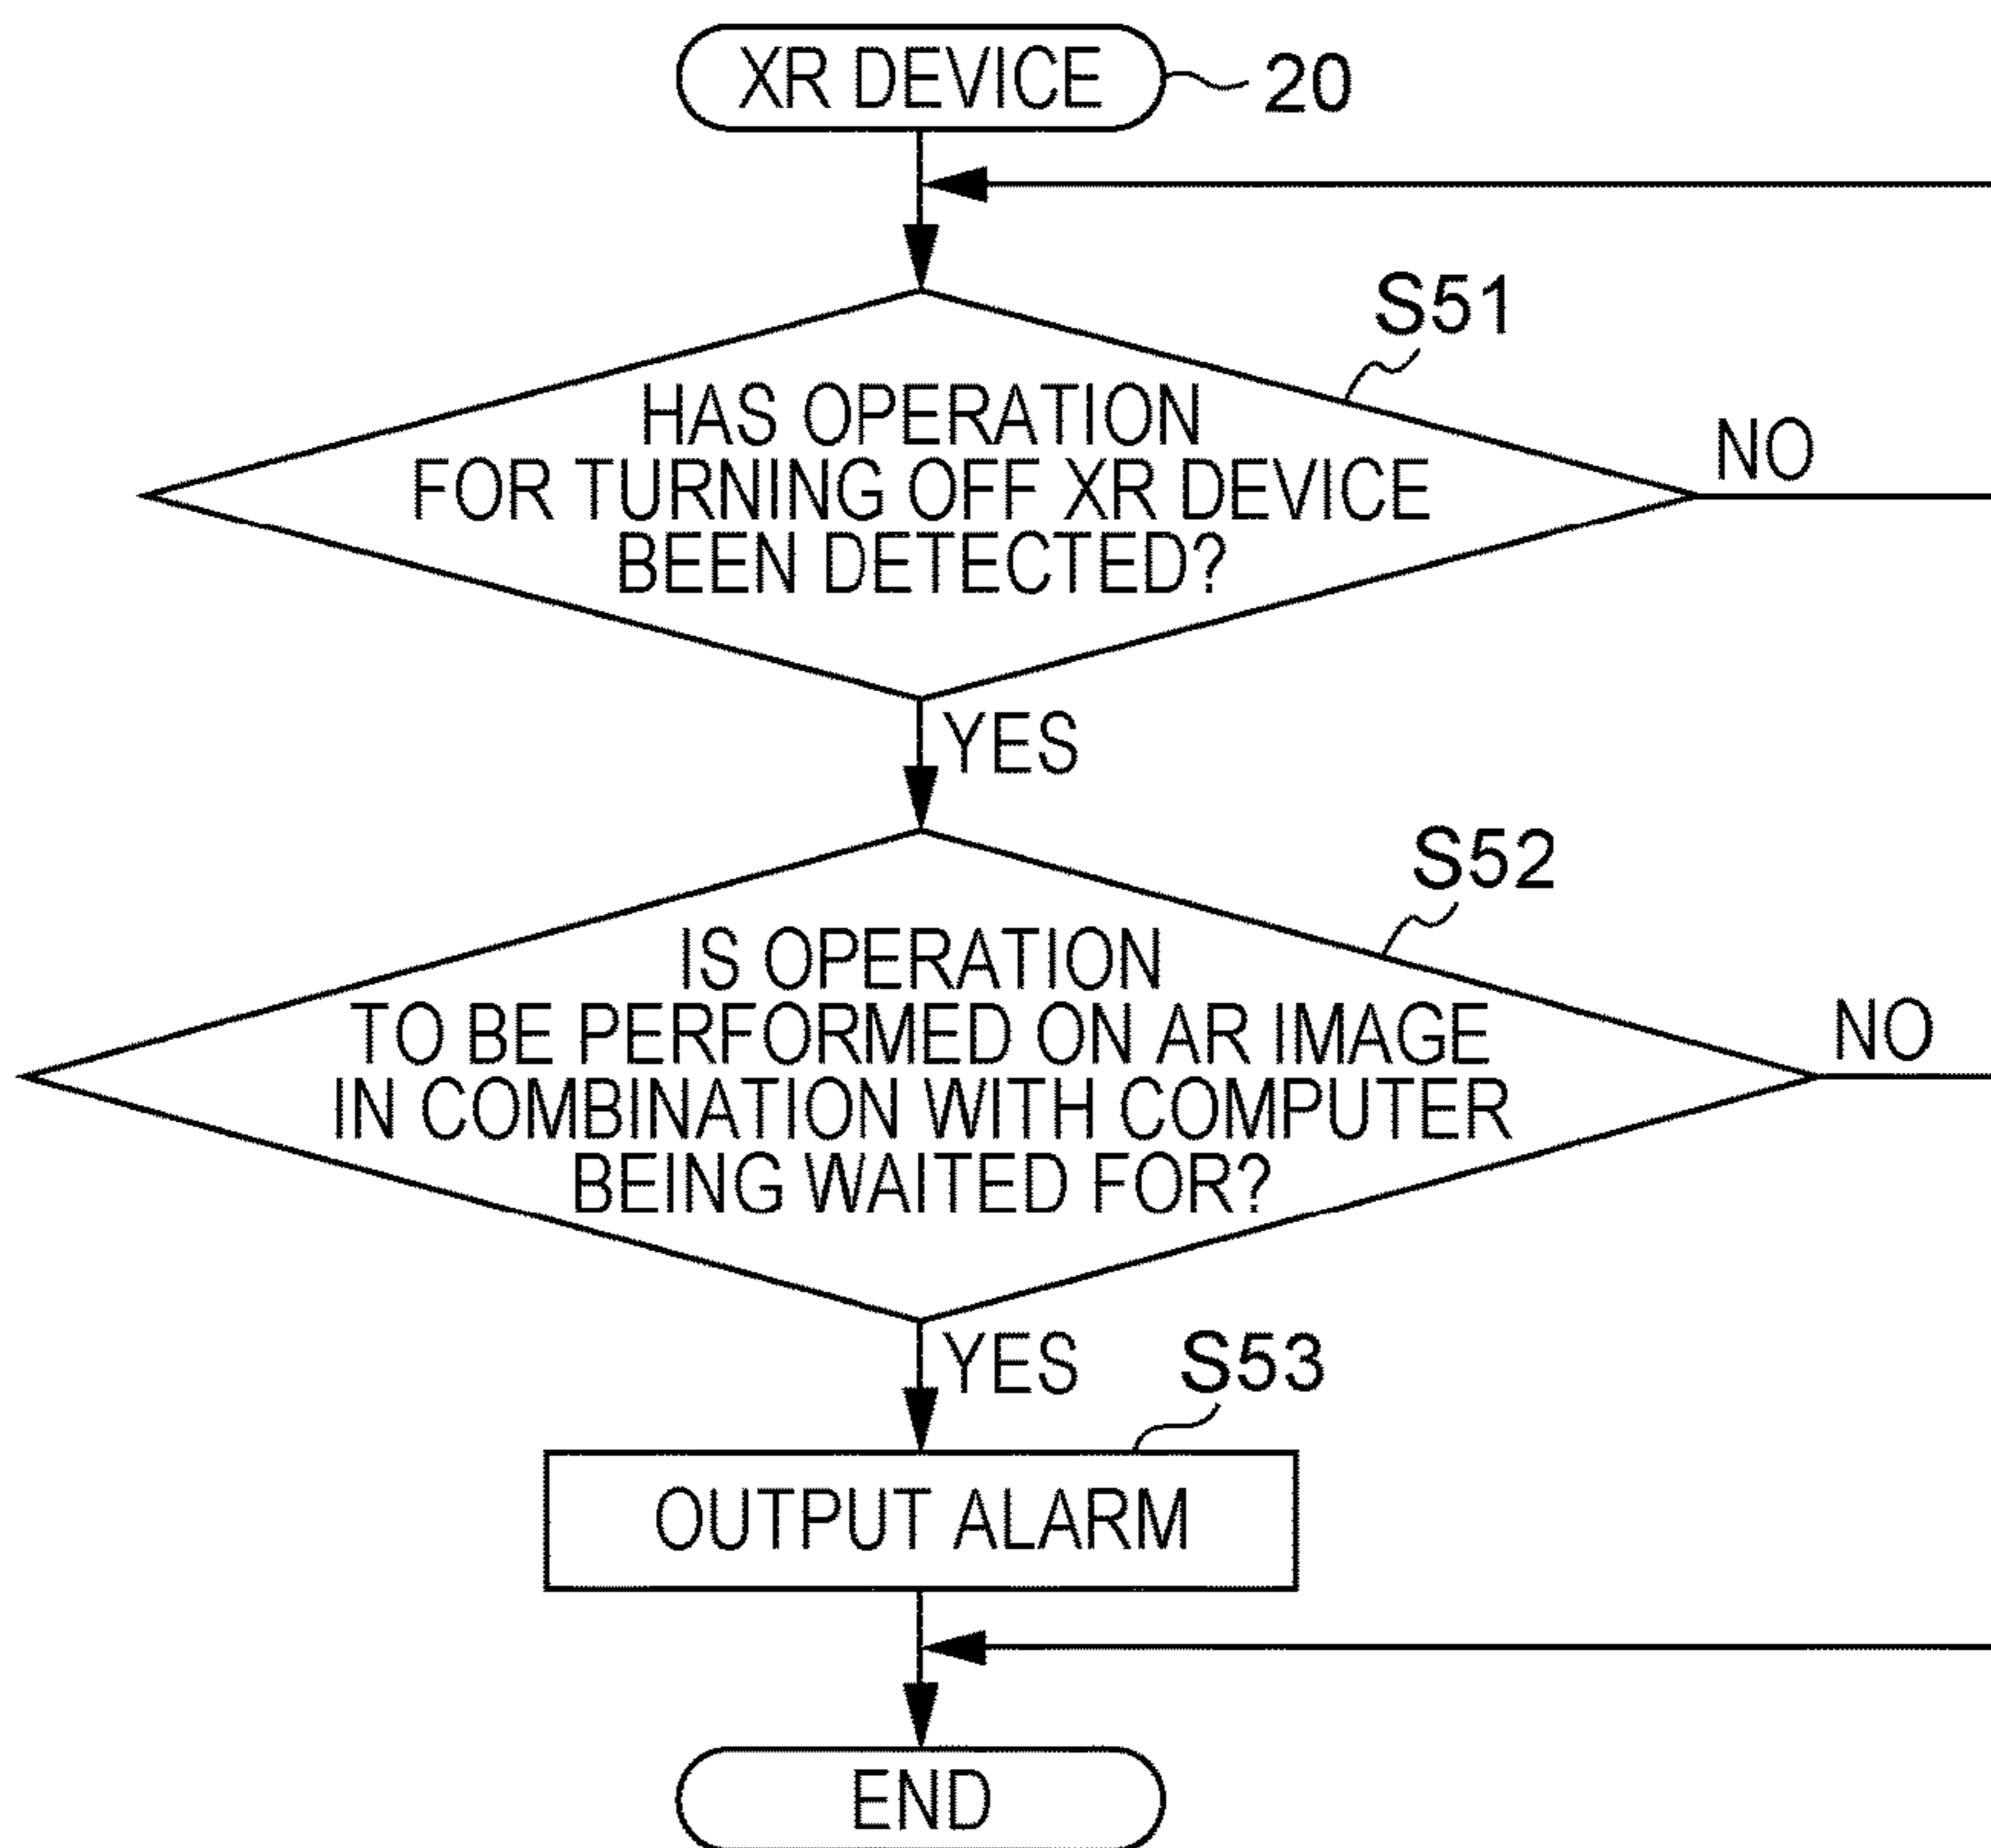 XR DEVICE
20
S51
HAS OPERATION
FOR TURNING OFF XR DEVICE
BEEN DETECTED?
NO
YES
S52
IS OPERATION
TO BE PERFORMED ON AR IMAGE
IN COMBINATION WITH COMPUTER
BEING WAITED FOR?
NO
YES
S53
OUTPUT ALARM
END